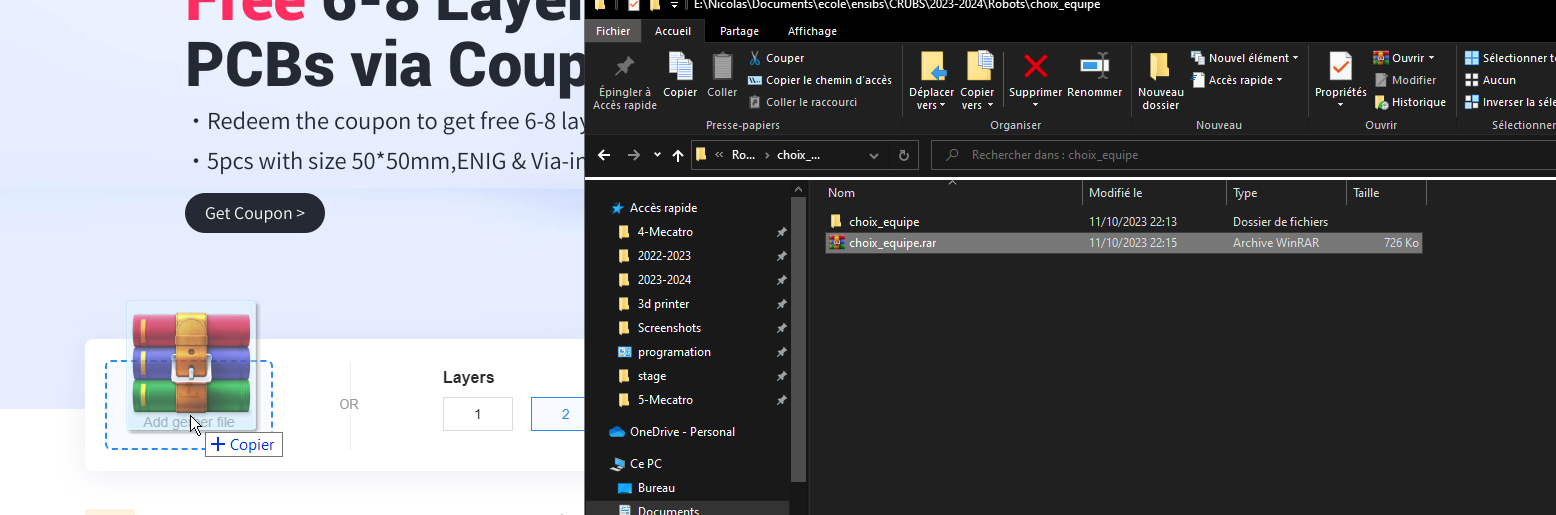 Free 6-8 Layer
PCBs via Coup
• Redeem the coupon to get free 6-8 lay
• 5pcs with size 50*50mm,ENIG & Via-in
Get Coupon >
Add gerber file
Copier
OR
Layers
1
2
E:\Nicolas\Documents\ecole\ensibs\CRUBS\2023-2024\Robots\choix_equipe
Fichier
Accueil
Partage
Affichage
Épingler à
Accès rapide
Copier
Coller
Couper
Copier le chemin d'accès
Coller le raccourci
Presse-papiers
Déplacer
vers
Copier
vers
Supprimer
Renommer
Organiser
Nouveau
dossier
Nouvel élément
Accès rapide
Nouveau
Propriétés
Ouvrir
Modifier
Historique
Ouvrir
Sélectionner t
Aucun
Inverser la séle
Sélectionner
« Ro... > choix_...
Rechercher dans : choix_equipe
Accès rapide
4-Mecatro
2022-2023
2023-2024
3d printer
Screenshots
programation
stage
5-Mecatro
OneDrive - Personal
Ce PC
Bureau
Documents
Nom Modifié le Type Taille
choix_equipe 11/10/2023 22:13 Dossier de fichiers
choix_equipe.rar 11/10/2023 22:15 Archive WinRAR 726 Ko